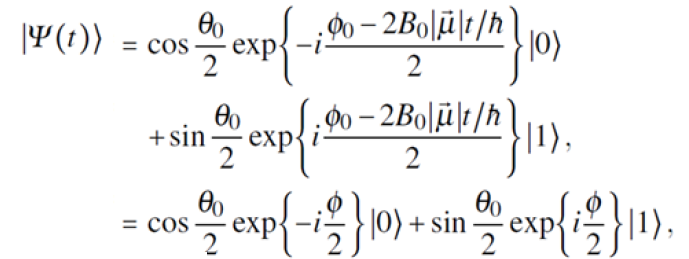 |Ψ(t)⟩ = cos θ₀/2 exp{−i (ϕ₀ − 2B₀|μ⃗|t/ħ)/2} |0⟩
+ sin θ₀/2 exp{i (ϕ₀ − 2B₀|μ⃗|t/ħ)/2} |1⟩,
= cos θ₀/2 exp{−i ϕ/2} |0⟩ + sin θ₀/2 exp{i ϕ/2} |1⟩,